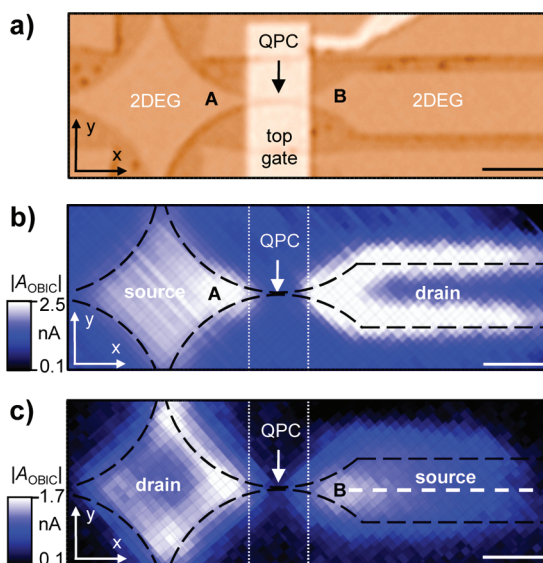 a)
QPC
2DEG
A
B
2DEG
top
gate
y
x
b)
|A_OBIC|
2.5
nA
0.1
QPC
source
A
drain
y
x
c)
|A_OBIC|
1.7
nA
0.1
QPC
drain
B
source
y
x